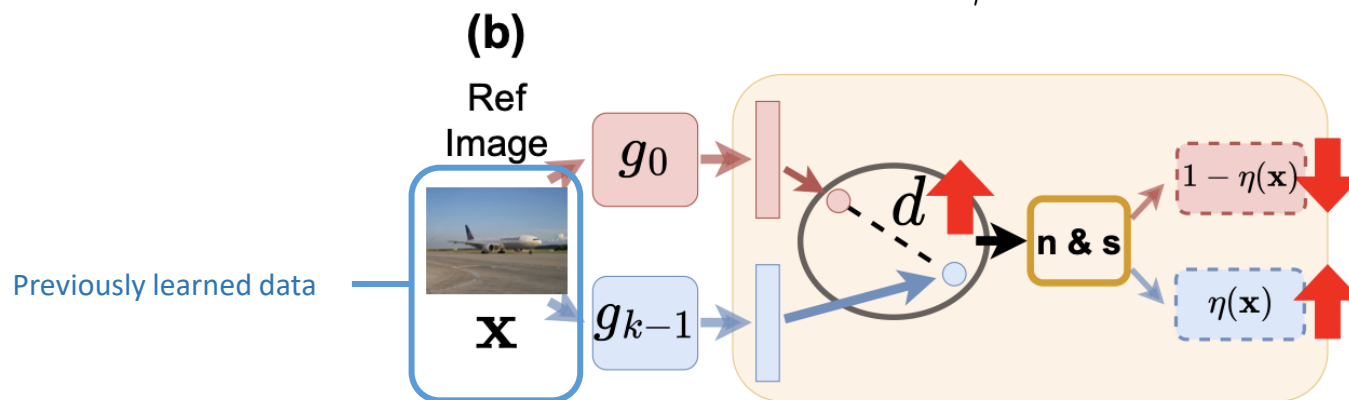 (b)
Ref
Image
g₀
d
1 − η(𝐱)
n & s
Previously learned data
gₖ₋₁
η(𝐱)
𝐱